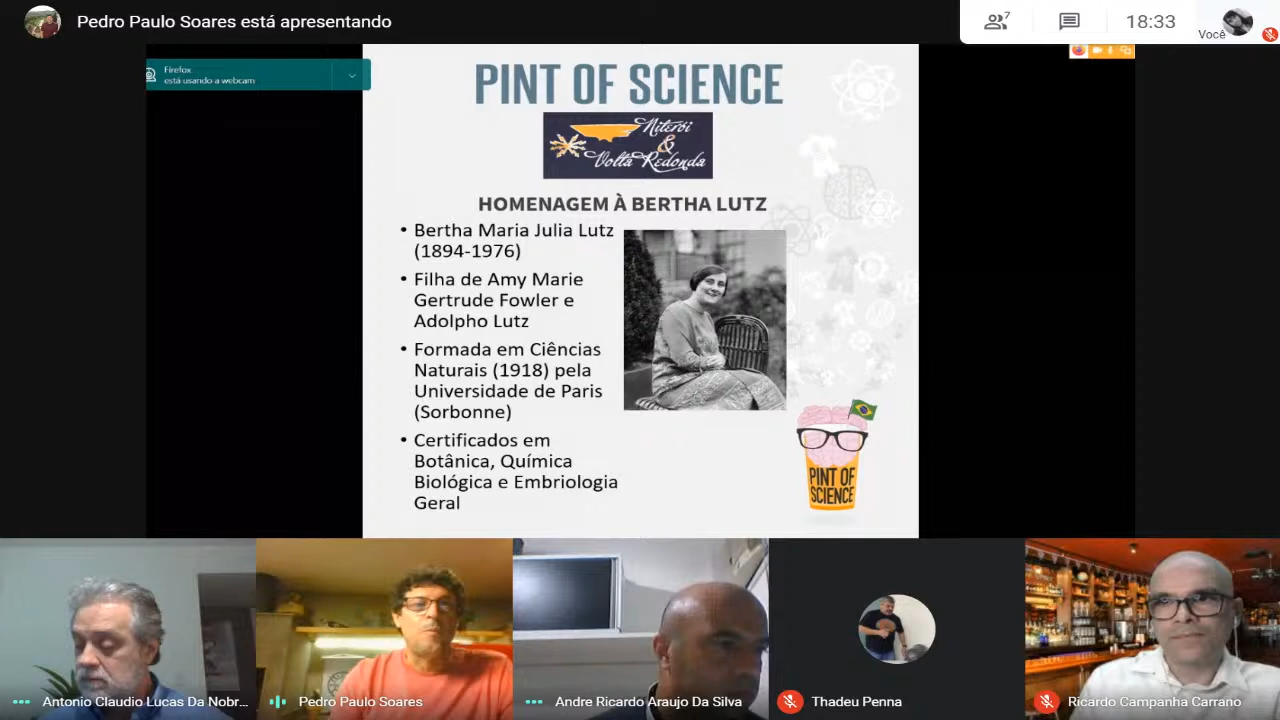 Pedro Paulo Soares está apresentando
7
18:33
Você
Firefox
está usando a webcam
PINT OF SCIENCE
Niterói
&
Volta Redonda
HOMENAGEM À BERTHA LUTZ
• Bertha Maria Julia Lutz
(1894-1976)
• Filha de Amy Marie
Gertrude Fowler e
Adolpho Lutz
• Formada em Ciências
Naturais (1918) pela
Universidade de Paris
(Sorbonne)
• Certificados em
Botânica, Química
Biológica e Embriologia
Geral
PINT OF
SCIENCE
Antonio Claudio Lucas Da Nobr...
Pedro Paulo Soares
Andre Ricardo Araujo Da Silva
Thadeu Penna
Ricardo Campanha Carrano